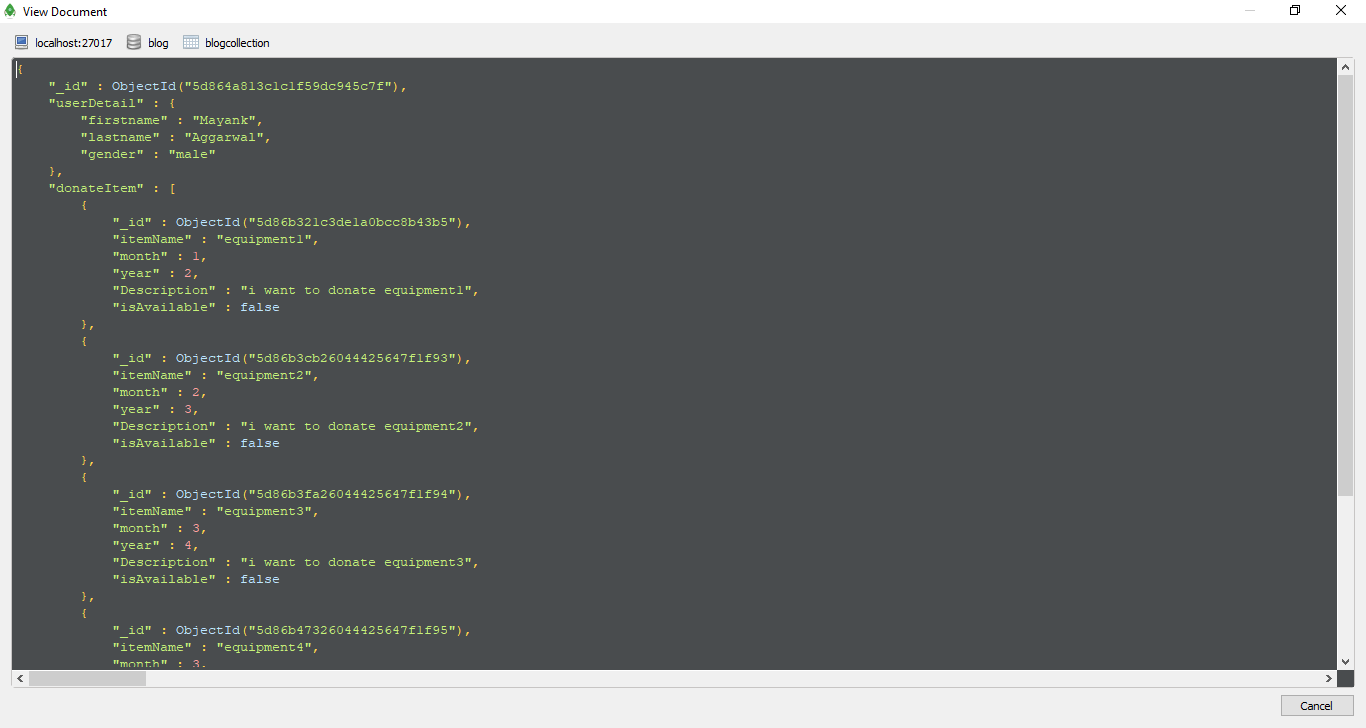 View Document
localhost:27017 blog blogcollection
{
"_id" : ObjectId("5d864a813c1c1f59dc945c7f"),
"userDetail" : {
"firstname" : "Mayank",
"lastname" : "Aggarwal",
"gender" : "male"
},
"donateItem" : [
{
"_id" : ObjectId("5d86b321c3de1a0bcc8b43b5"),
"itemName" : "equipment1",
"month" : 1,
"year" : 2,
"Description" : "i want to donate equipment1",
"isAvailable" : false
},
{
"_id" : ObjectId("5d86b3cb26044425647f1f93"),
"itemName" : "equipment2",
"month" : 2,
"year" : 3,
"Description" : "i want to donate equipment2",
"isAvailable" : false
},
{
"_id" : ObjectId("5d86b3fa26044425647f1f94"),
"itemName" : "equipment3",
"month" : 3,
"year" : 4,
"Description" : "i want to donate equipment3",
"isAvailable" : false
},
{
"_id" : ObjectId("5d86b47326044425647f1f95"),
"itemName" : "equipment4",
"month" : 3,
Cancel